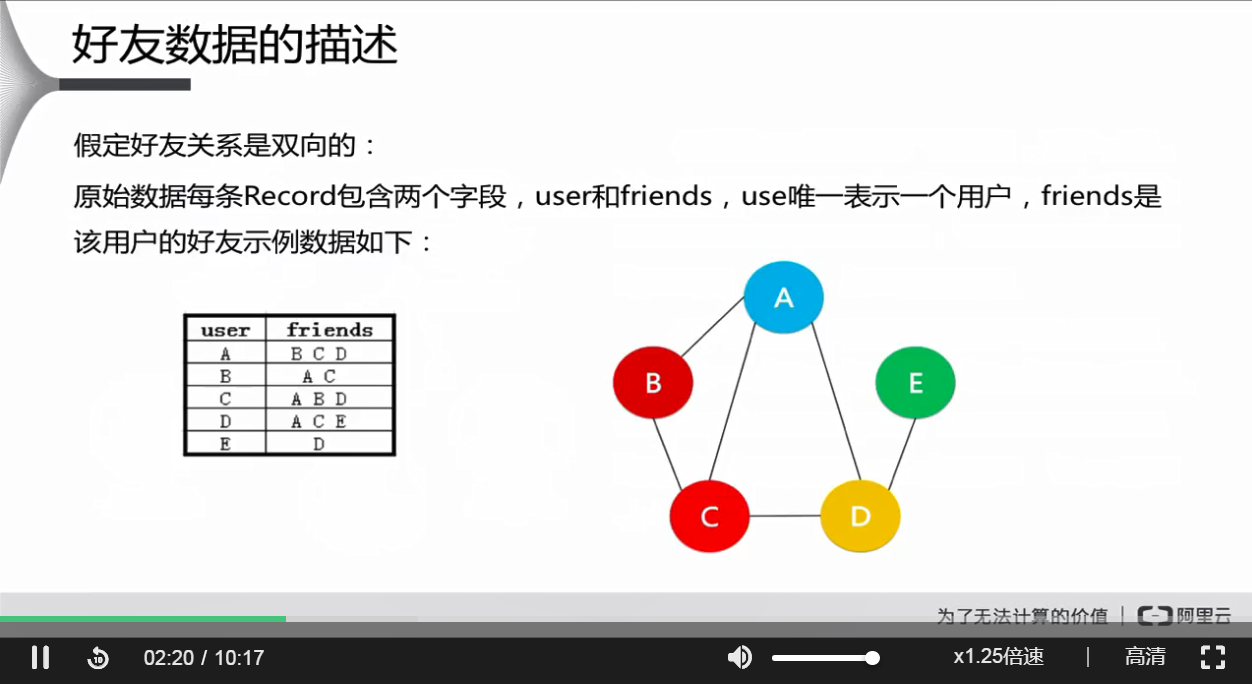 好友数据的描述
假定好友关系是双向的：
原始数据每条Record包含两个字段，user和friends，use唯一表示一个用户，friends是
该用户的好友示例数据如下：
user friends
A B C D
B A C
C A B D
D A C E
E D
A
B
E
C
D
为了无法计算的价值 | 阿里云
10
02:20 / 10:17
x1.25倍速 | 高清